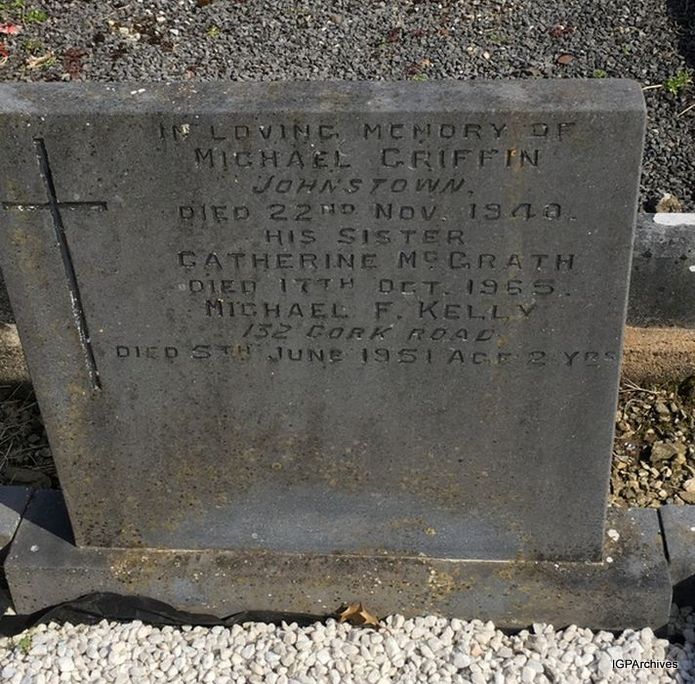 IN LOVING MEMORY OF
MICHAEL GRIFFIN
JOHNSTOWN.
DIED 22ND NOV. 1940.
HIS SISTER
CATHERINE MCGRATH
DIED 17TH OCT. 1965.
MICHAEL F. KELLY
132 CORK ROAD
DIED 5TH JUNE 1951 AGE 2 YRS
IGPArchives